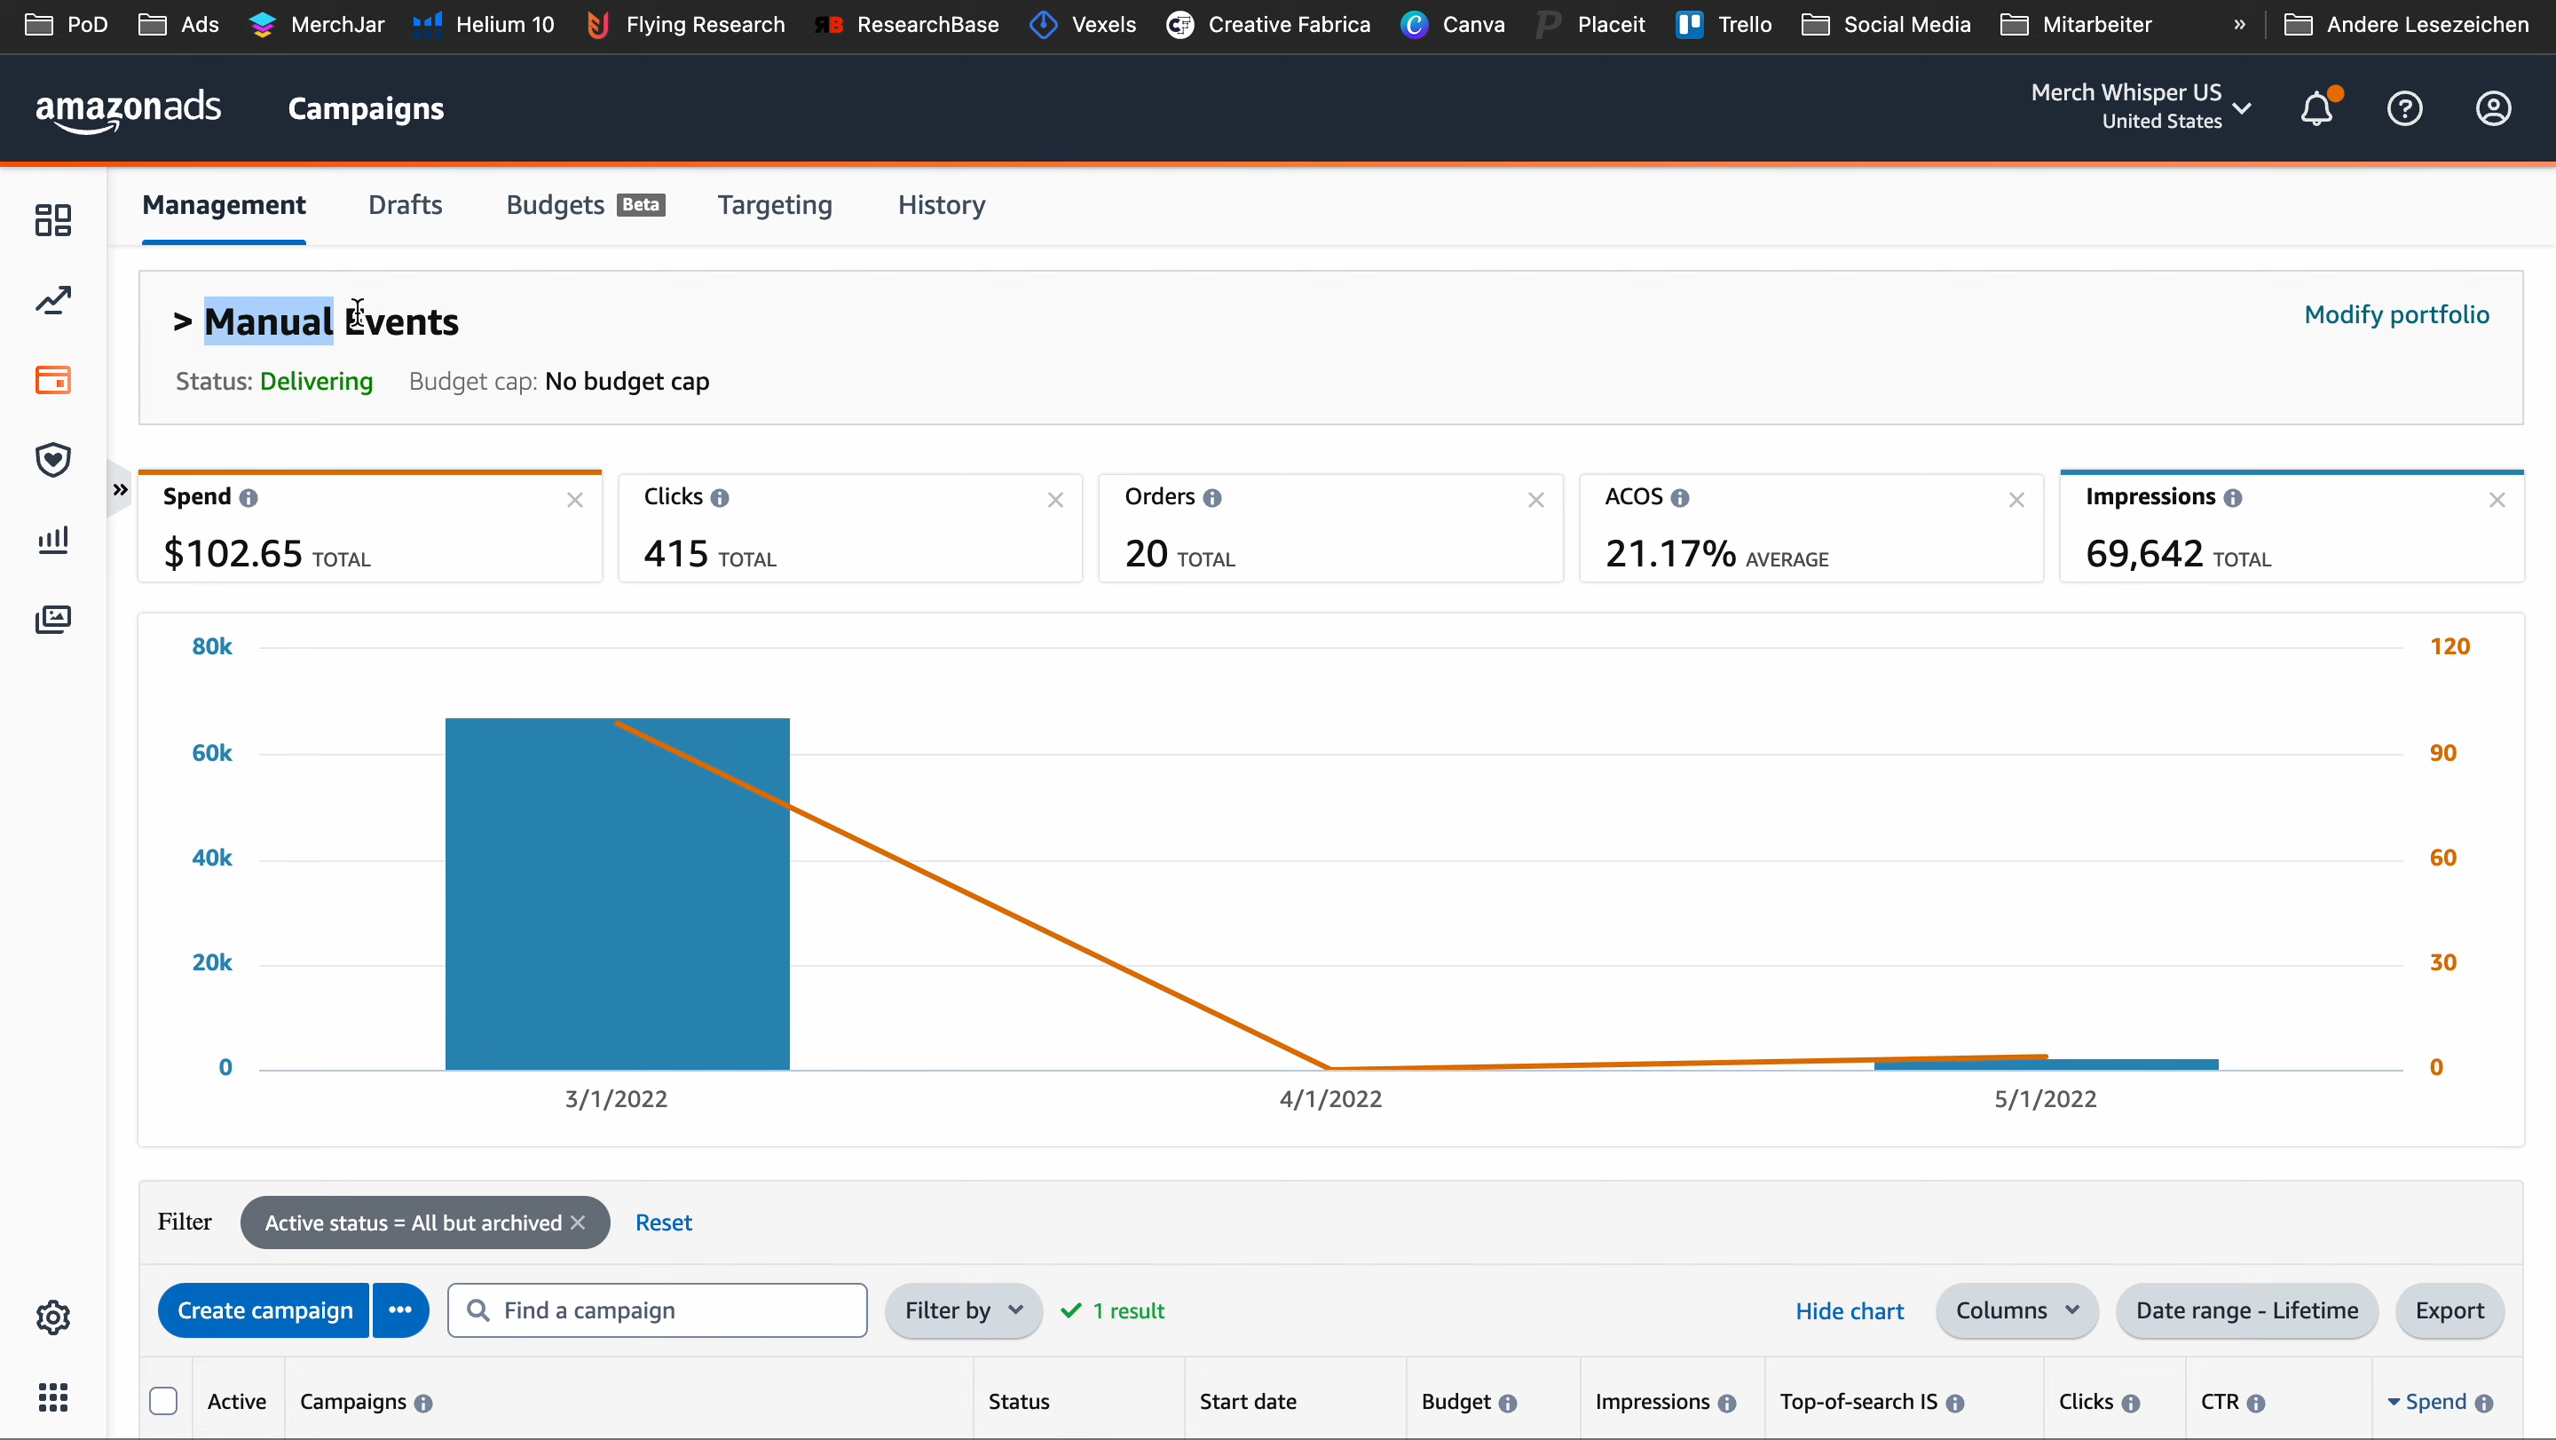 PoD Ads MerchJar Helium 10 Flying Research ResearchBase Vexels Creative Fabrica Canva Placeit Trello Social Media Mitarbeiter » Andere Lesezeichen
amazonads Campaigns Merch Whisper US
United States
Management Drafts Budgets Beta Targeting History
> Manual Events Modify portfolio
Status: Delivering Budget cap: No budget cap
Spend Clicks Orders ACOS Impressions
$102.65 TOTAL 415 TOTAL 20 TOTAL 21.17% AVERAGE 69,642 TOTAL
80k 120
60k 90
40k 60
20k 30
0 0
3/1/2022 4/1/2022 5/1/2022
Filter Active status = All but archived Reset
Create campaign Find a campaign Filter by 1 result Hide chart Columns Date range - Lifetime Export
Active Campaigns Status Start date Budget Impressions Top-of-search IS Clicks CTR Spend